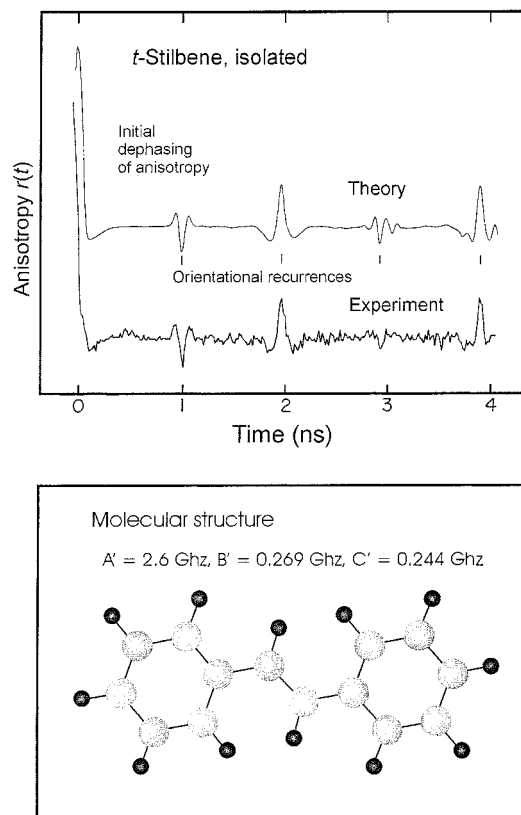 t-Stilbene, isolated
Initial
dephasing
of anisotropy
Theory
Orientational recurrences
Experiment
Anisotropy r(t)
0 1 2 3 4
Time (ns)
Molecular structure
A' = 2.6 Ghz, B' = 0.269 Ghz, C' = 0.244 Ghz